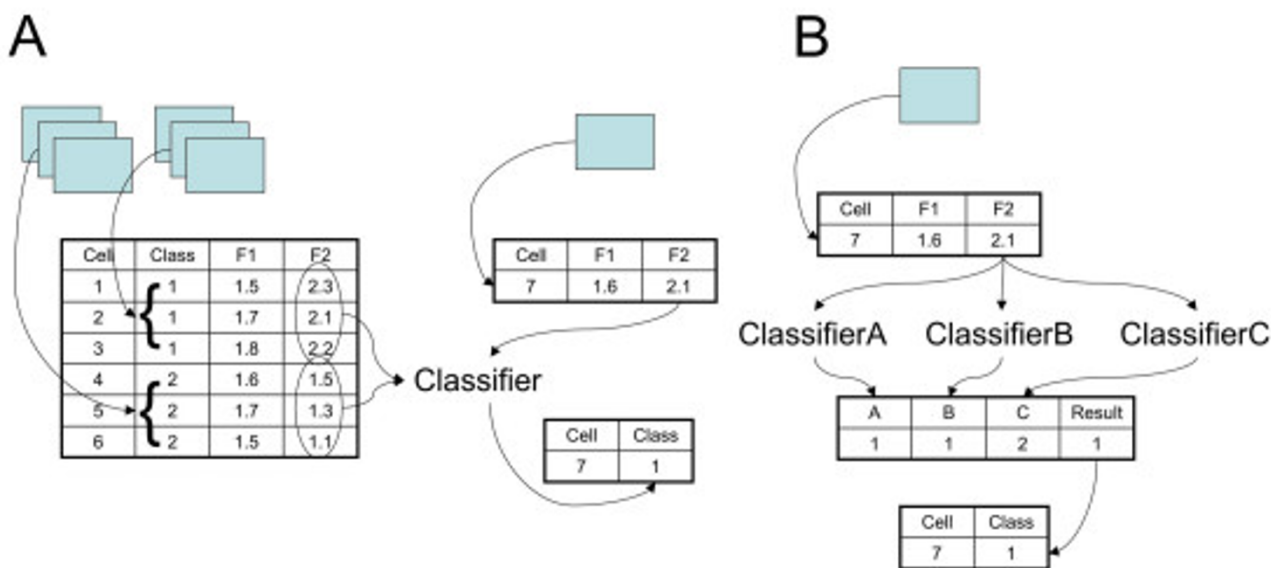 A
Cell Class F1 F2
1 1 1.5 2.3
2 1 1.7 2.1
3 1 1.8 2.2
4 2 1.6 1.5
5 2 1.7 1.3
6 2 1.5 1.1
Cell F1 F2
7 1.6 2.1
Classifier
Cell Class
7 1
B
Cell F1 F2
7 1.6 2.1
ClassifierA ClassifierB ClassifierC
A B C Result
1 1 2 1
Cell Class
7 1